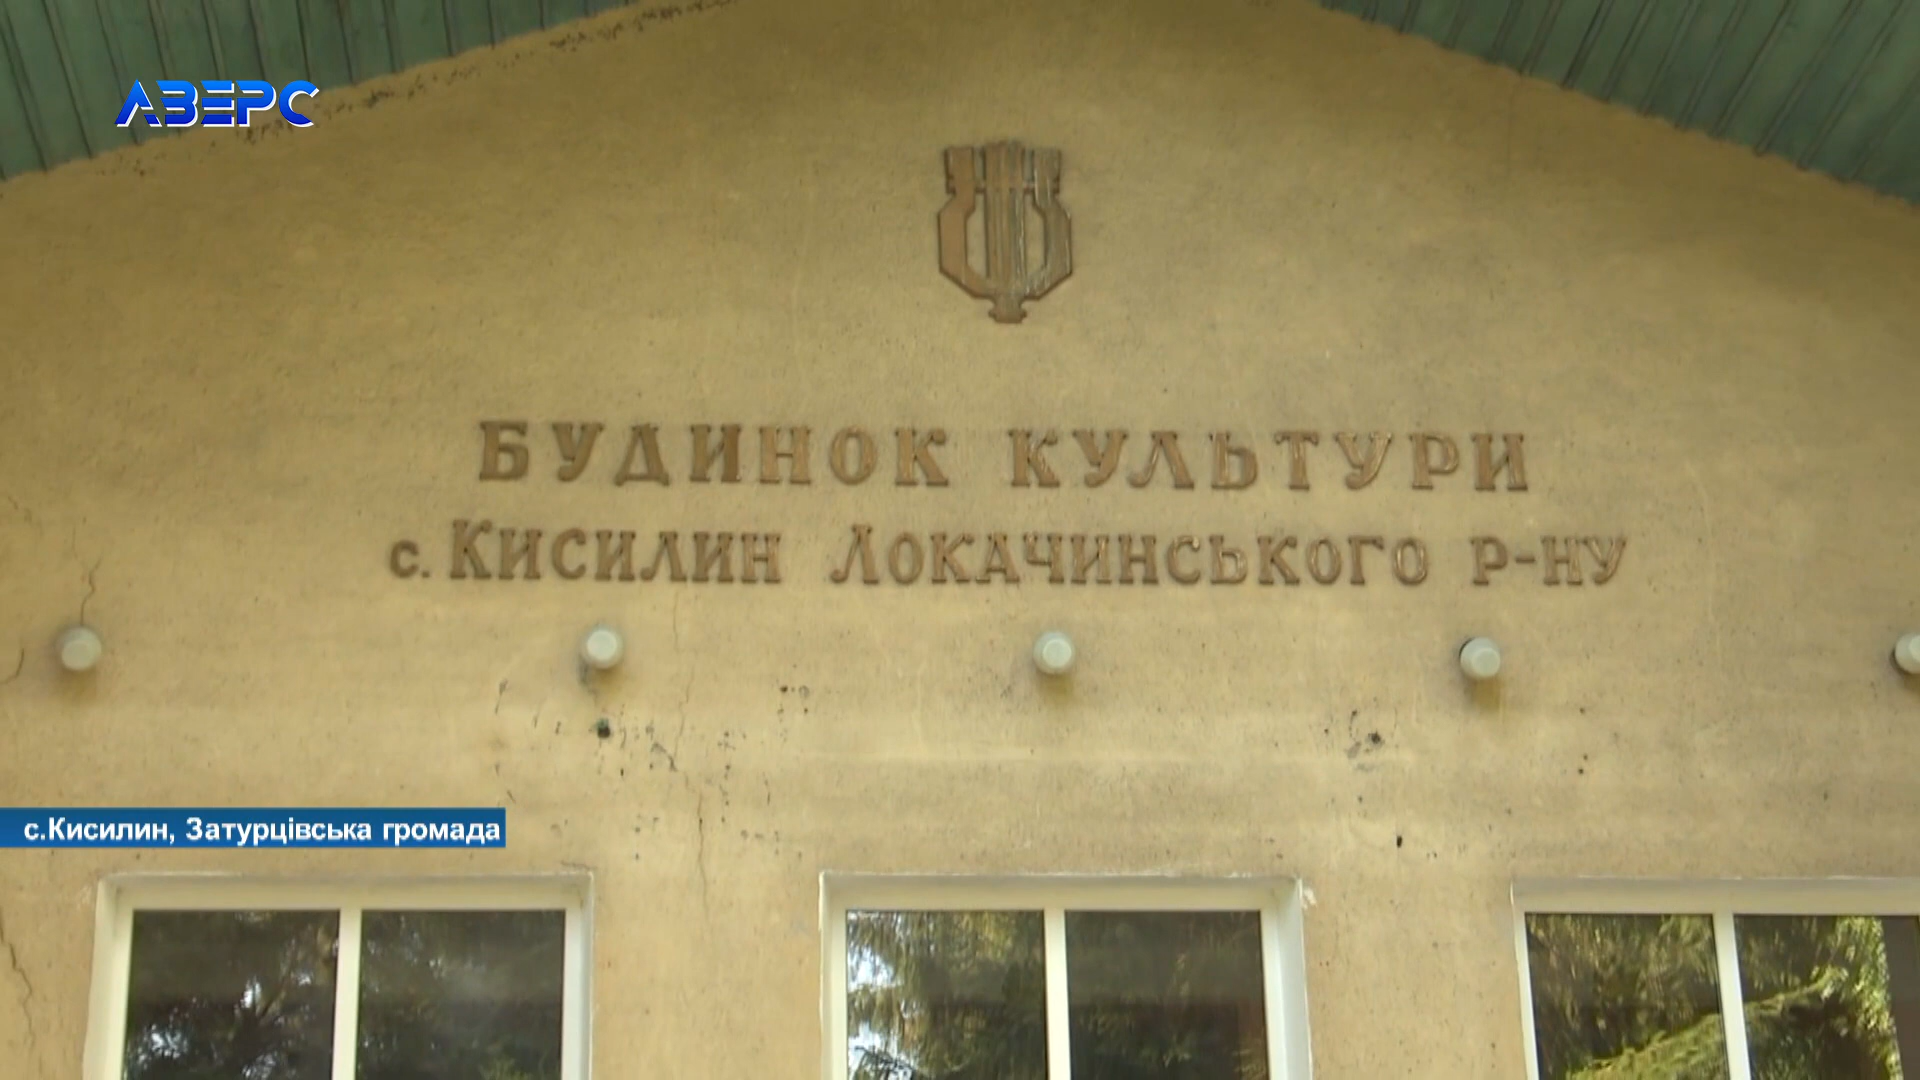 АВЕРС
БУДИНОК КУЛЬТУРИ
с. Кисилин Локачинського р-ну
с.Кисилин, Затурцівська громада